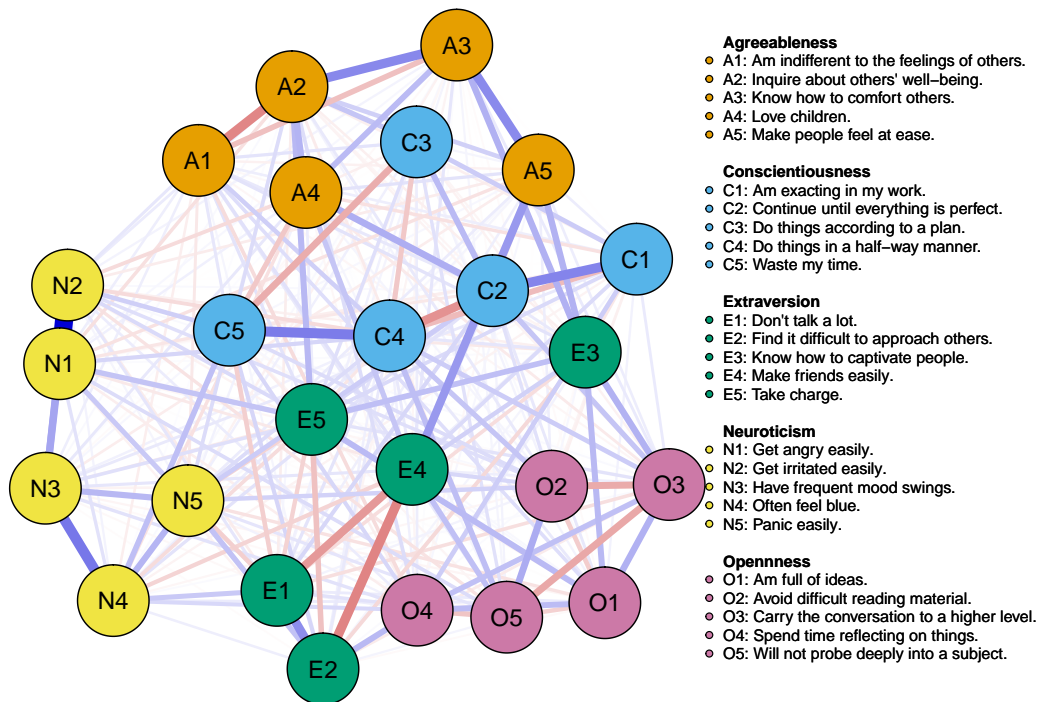 A3
A2
C3
A1
A5
A4
C1
N2
C2
C5
C4
E3
N1
E5
E4
N3
N5
O2
O3
E1
N4
O4
O5
O1
E2
Agreeableness
A1: Am indifferent to the feelings of others.
A2: Inquire about others' well−being.
A3: Know how to comfort others.
A4: Love children.
A5: Make people feel at ease.
Conscientiousness
C1: Am exacting in my work.
C2: Continue until everything is perfect.
C3: Do things according to a plan.
C4: Do things in a half−way manner.
C5: Waste my time.
Extraversion
E1: Don't talk a lot.
E2: Find it difficult to approach others.
E3: Know how to captivate people.
E4: Make friends easily.
E5: Take charge.
Neuroticism
N1: Get angry easily.
N2: Get irritated easily.
N3: Have frequent mood swings.
N4: Often feel blue.
N5: Panic easily.
Opennness
O1: Am full of ideas.
O2: Avoid difficult reading material.
O3: Carry the conversation to a higher level.
O4: Spend time reflecting on things.
O5: Will not probe deeply into a subject.